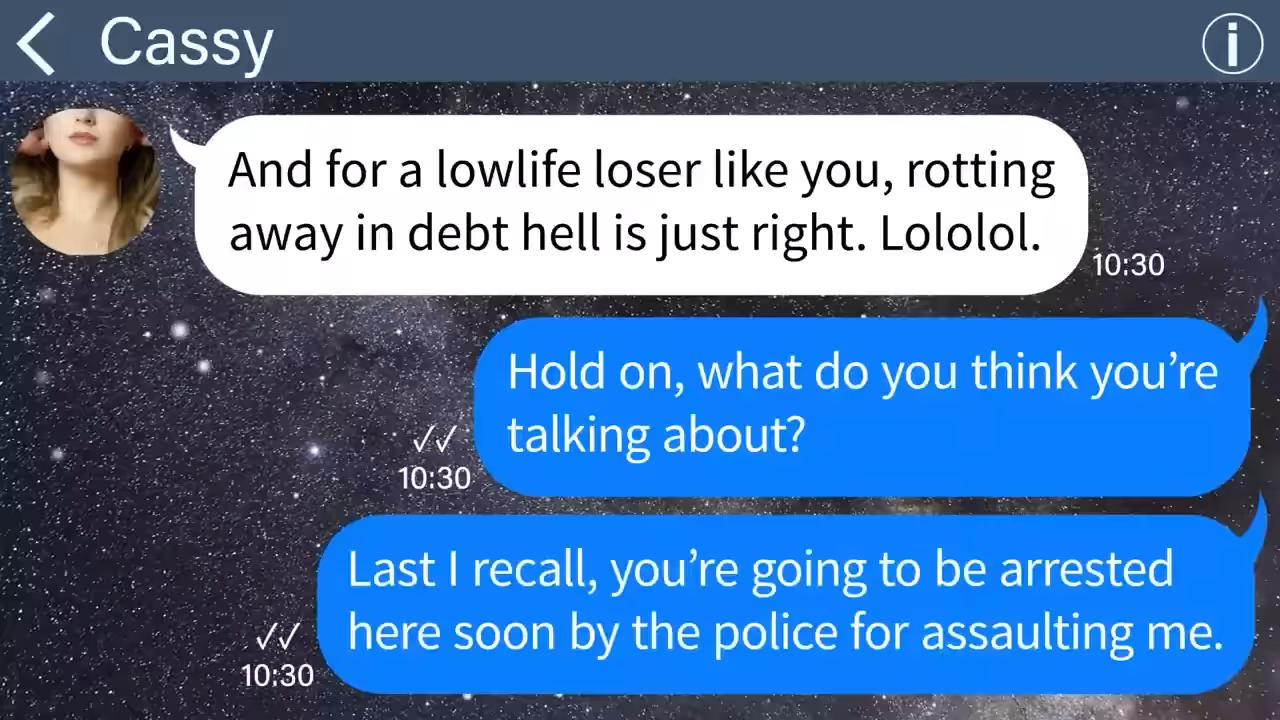 Cassy
And for a lowlife loser like you, rotting
away in debt hell is just right. Lololol.
10:30
Hold on, what do you think you’re
talking about?
10:30
Last I recall, you’re going to be arrested
here soon by the police for assaulting me.
10:30